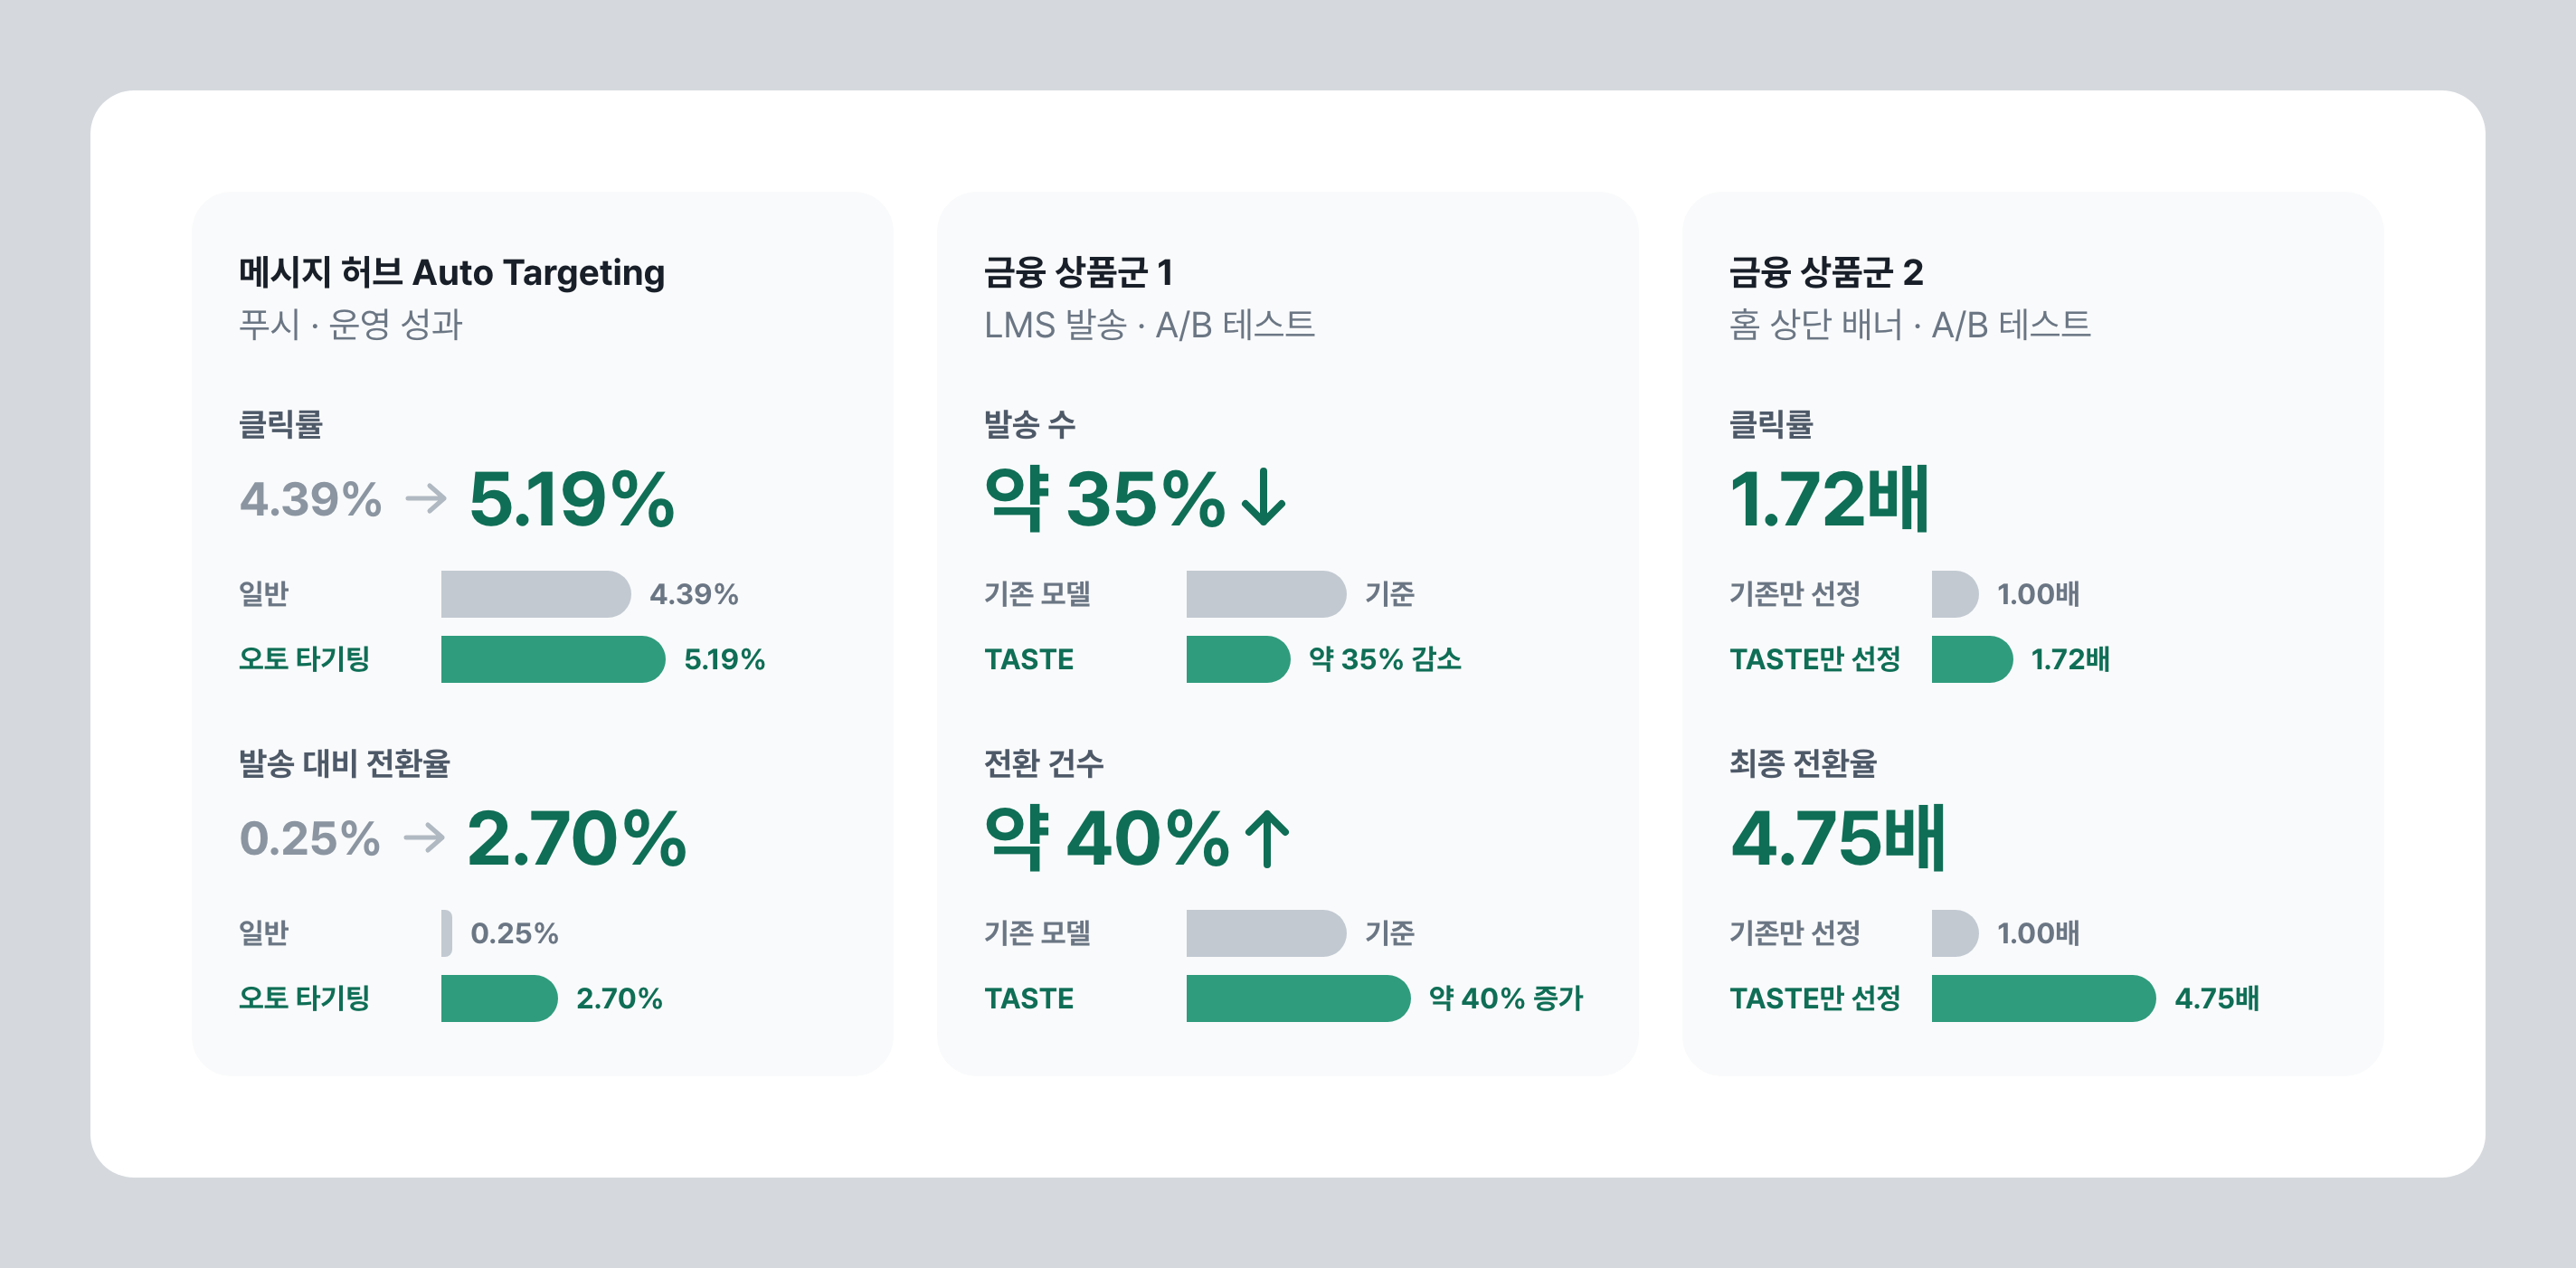 메시지 허브 Auto Targeting
푸시 · 운영 성과
클릭률
4.39% → 5.19%
일반 4.39%
오토 타기팅 5.19%
발송 대비 전환율
0.25% → 2.70%
일반 0.25%
오토 타기팅 2.70%
금융 상품군 1
LMS 발송 · A/B 테스트
발송 수
약 35%↓
기존 모델 기준
TASTE 약 35% 감소
전환 건수
약 40%↑
기존 모델 기준
TASTE 약 40% 증가
금융 상품군 2
홈 상단 배너 · A/B 테스트
클릭률
1.72배
기존만 선정 1.00배
TASTE만 선정 1.72배
최종 전환율
4.75배
기존만 선정 1.00배
TASTE만 선정 4.75배